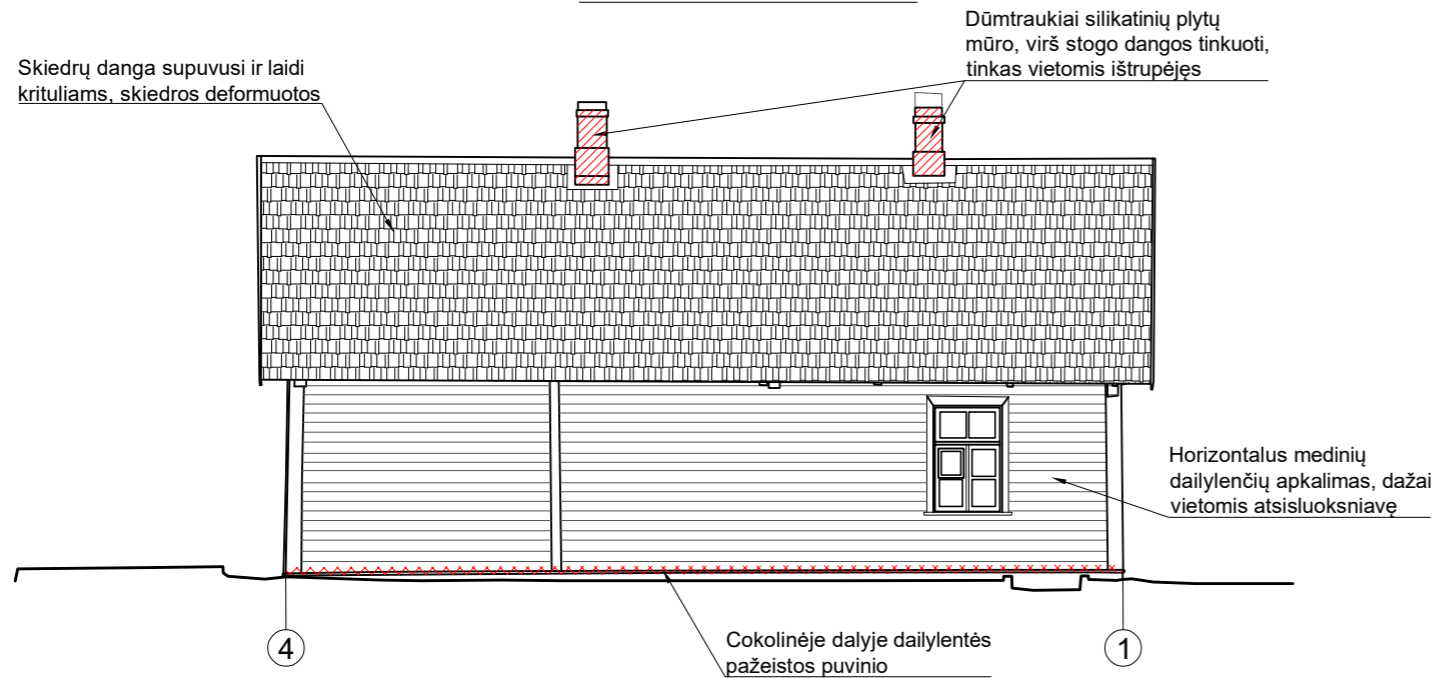 Dūmtraukiai silikatinių plytų
mūro, virš stogo dangos tinkuoti,
tinkas vietomis ištrupėjęs
Skiedrų danga supuvusi ir laidi
krituliams, skiedros deformuotos
Horizontalus medinių
dailylenčių apkalimas, dažai
vietomis atsisluoksniavę
Cokolinėje dalyje dailylentės
pažeistos puvinio
4
1